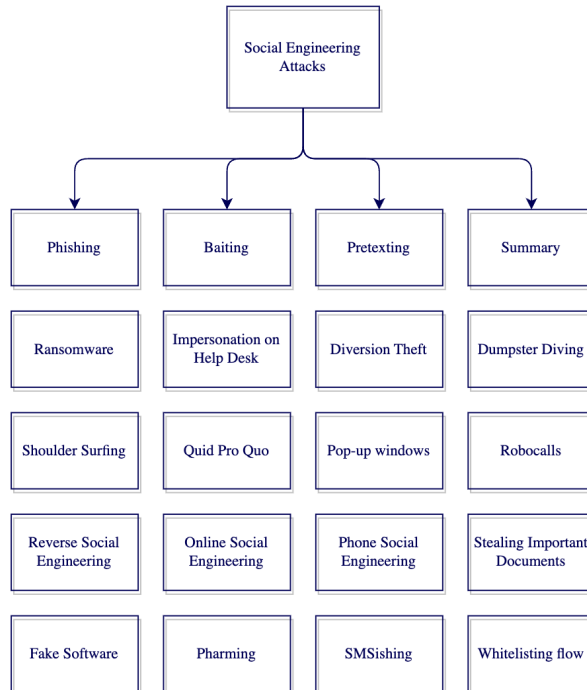 Social Engineering
Attacks
Phishing
Baiting
Pretexting
Summary
Ransomware
Impersonation on
Help Desk
Diversion Theft
Dumpster Diving
Shoulder Surfing
Quid Pro Quo
Pop-up windows
Robocalls
Reverse Social
Engineering
Online Social
Engineering
Phone Social
Engineering
Stealing Important
Documents
Fake Software
Pharming
SMSishing
Whitelisting flow